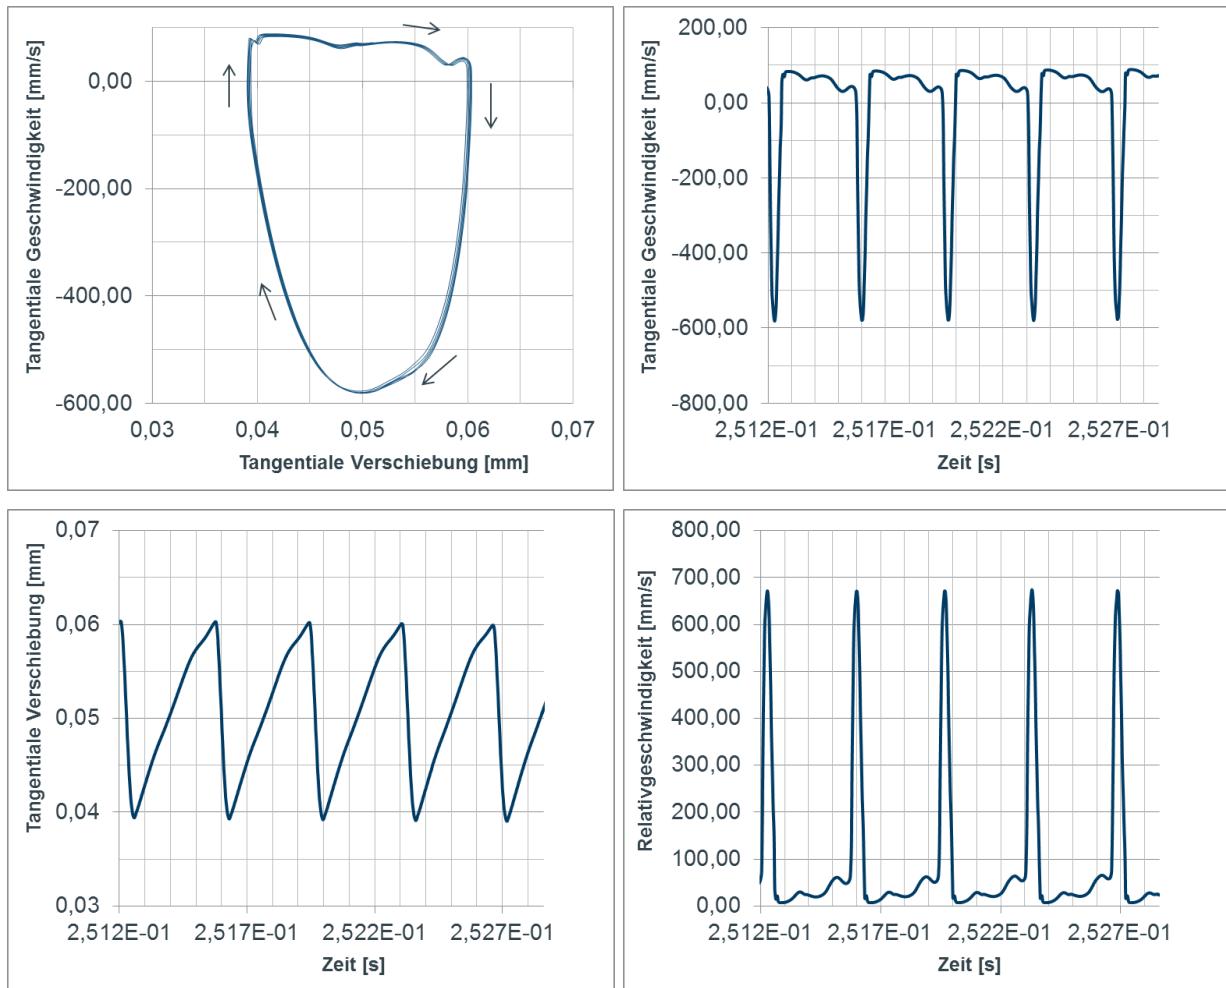 Tangentiale Geschwindigkeit [mm/s]
0,00
-200,00
-400,00
-600,00
0,03 0,04 0,05 0,06 0,07
Tangentiale Verschiebung [mm]
Tangentiale Geschwindigkeit [mm/s]
200,00
0,00
-200,00
-400,00
-600,00
-800,00
2,512E-01 2,517E-01 2,522E-01 2,527E-01
Zeit [s]
Tangentiale Verschiebung [mm]
0,07
0,06
0,05
0,04
0,03
2,512E-01 2,517E-01 2,522E-01 2,527E-01
Zeit [s]
Relativgeschwindigkeit [mm/s]
800,00
700,00
600,00
500,00
400,00
300,00
200,00
100,00
0,00
2,512E-01 2,517E-01 2,522E-01 2,527E-01
Zeit [s]